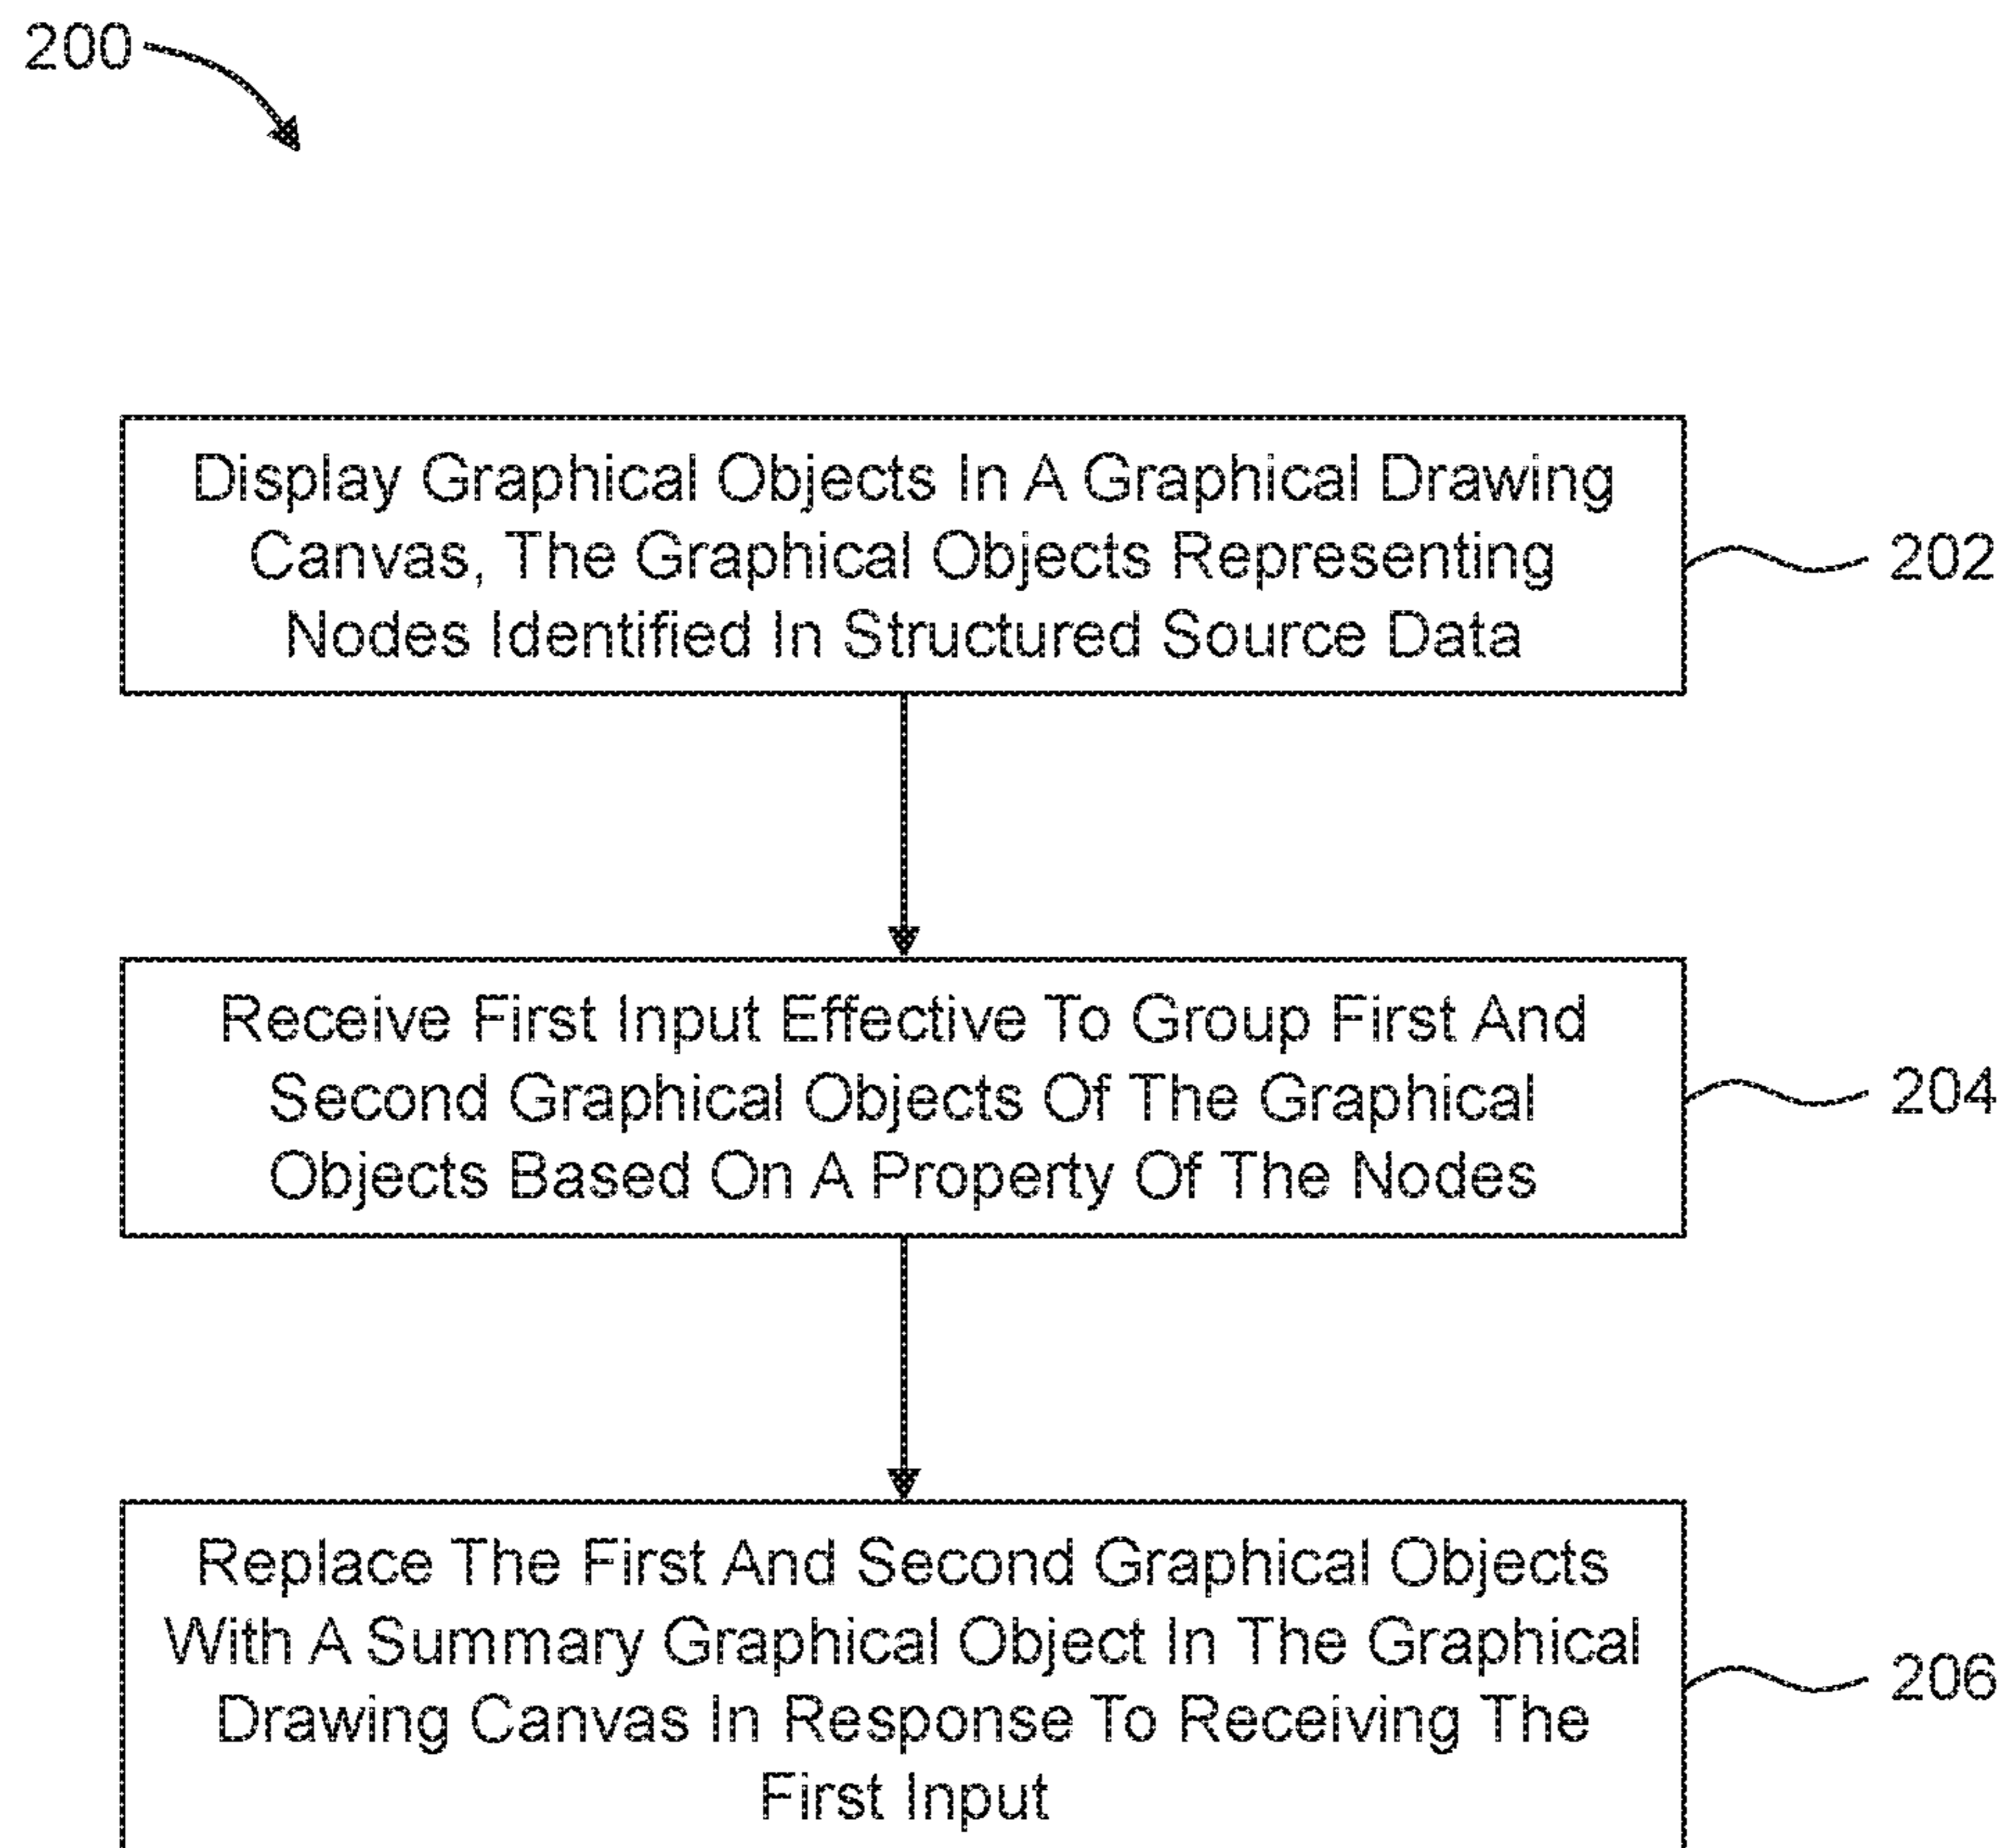 200
Display Graphical Objects In A Graphical Drawing
Canvas, The Graphical Objects Representing
Nodes Identified In Structured Source Data
202
Receive First Input Effective To Group First And
Second Graphical Objects Of The Graphical
Objects Based On A Property Of The Nodes
204
Replace The First And Second Graphical Objects
With A Summary Graphical Object In The Graphical
Drawing Canvas In Response To Receiving The
First Input
206